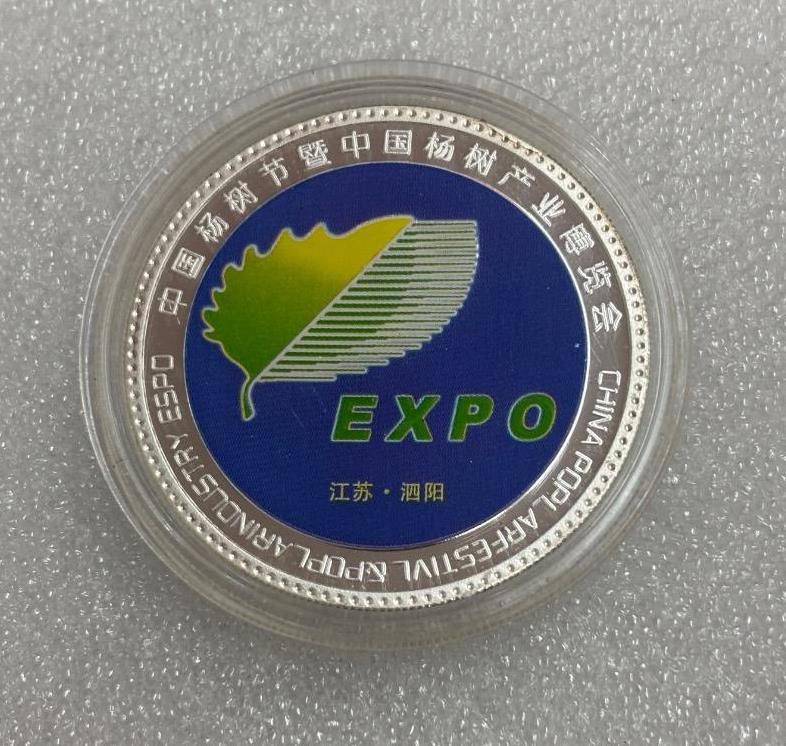 中国杨树节暨中国杨树产业博览会
EXPO
江苏·泗阳
CHINA POPLARFESTIVL &POPLARINDUSTRY ESPO